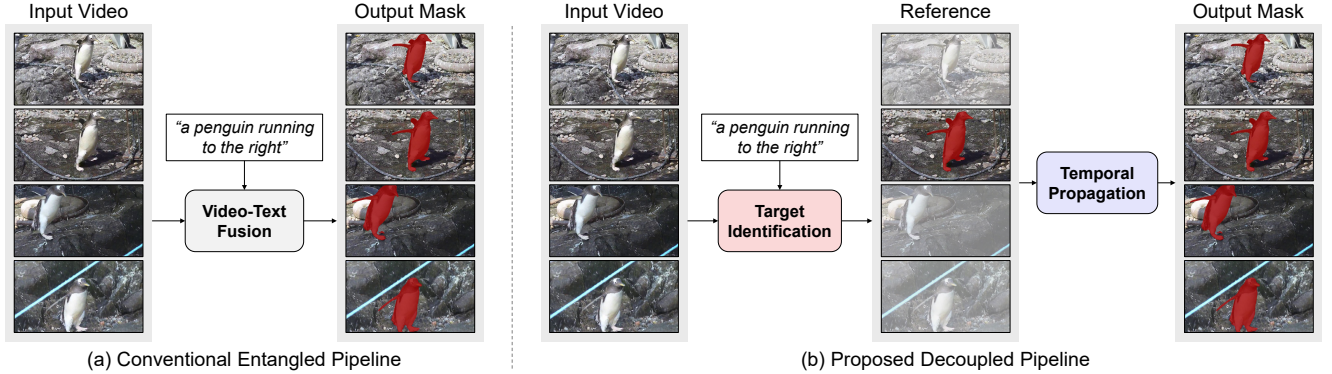 Input Video
Output Mask
“a penguin running
to the right”
Video-Text
Fusion
(a) Conventional Entangled Pipeline
Input Video
Reference
Output Mask
“a penguin running
to the right”
Target
Identification
Temporal
Propagation
(b) Proposed Decoupled Pipeline